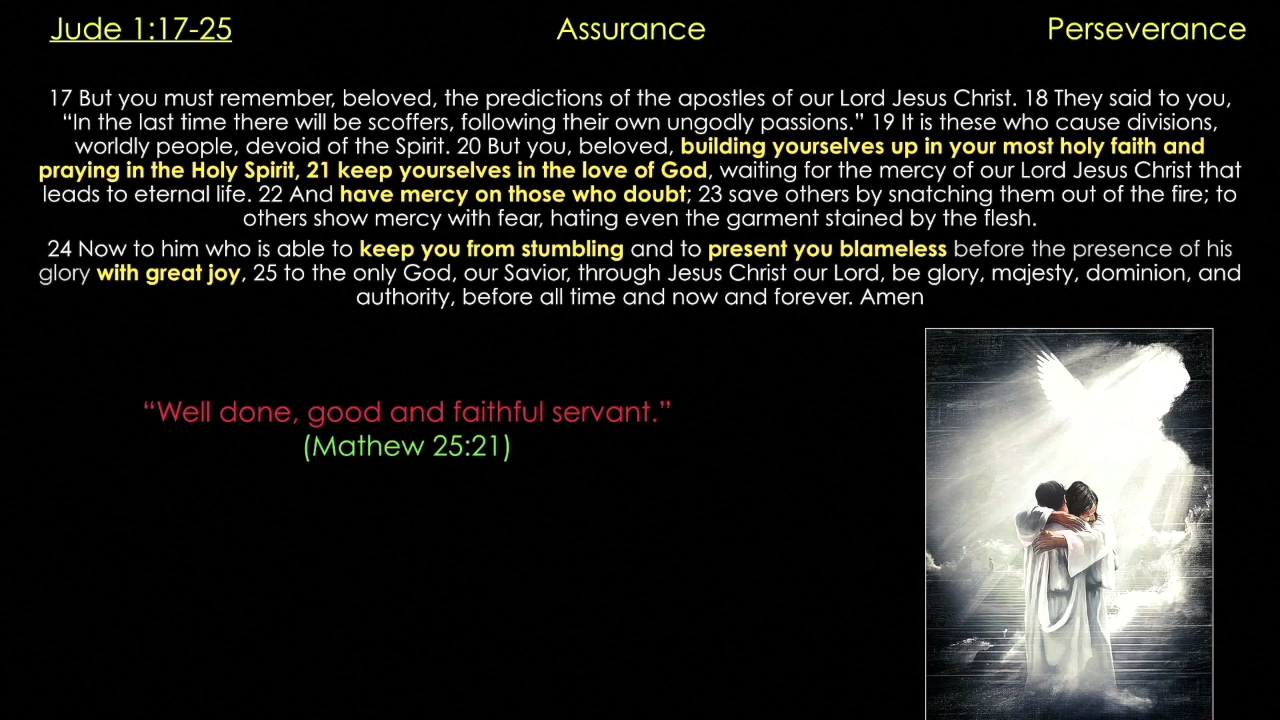 Jude 1:17-25 Assurance Perseverance
17 But you must remember, beloved, the predictions of the apostles of our Lord Jesus Christ. 18 They said to you,
“In the last time there will be scoffers, following their own ungodly passions.” 19 It is these who cause divisions,
worldly people, devoid of the Spirit. 20 But you, beloved, building yourselves up in your most holy faith and
praying in the Holy Spirit, 21 keep yourselves in the love of God, waiting for the mercy of our Lord Jesus Christ that
leads to eternal life. 22 And have mercy on those who doubt; 23 save others by snatching them out of the fire; to
others show mercy with fear, hating even the garment stained by the flesh.
24 Now to him who is able to keep you from stumbling and to present you blameless before the presence of his
glory with great joy, 25 to the only God, our Savior, through Jesus Christ our Lord, be glory, majesty, dominion, and
authority, before all time and now and forever. Amen
“Well done, good and faithful servant.”
(Mathew 25:21)